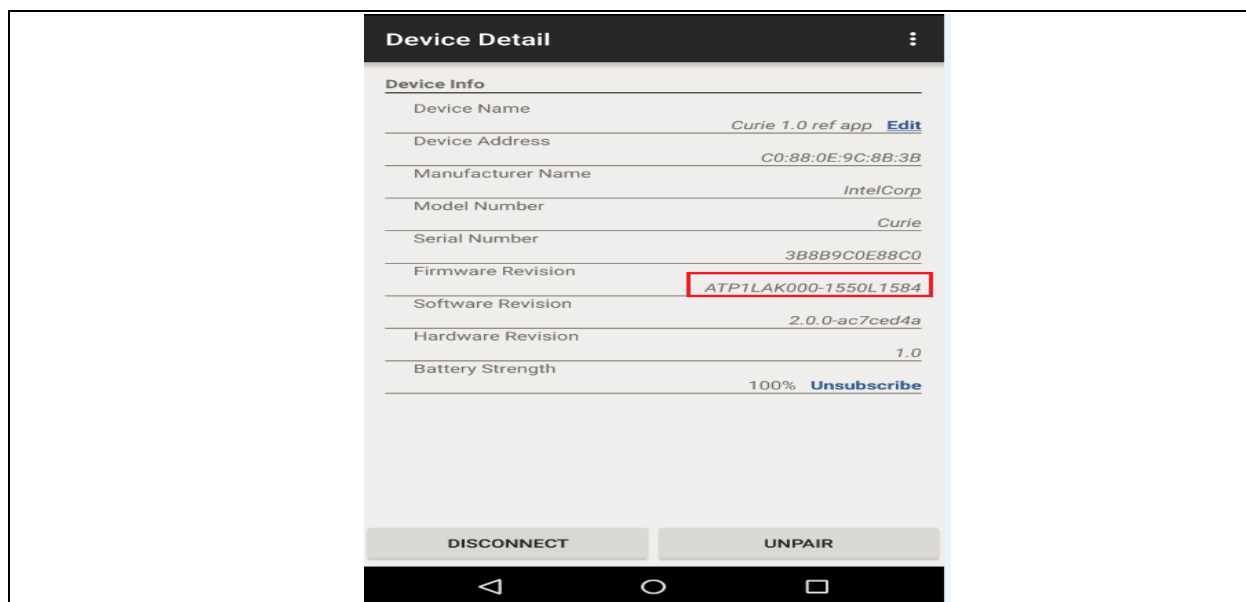 Device Detail
Device Info
Device Name
Curie 1.0 ref app Edit
Device Address
C0:88:0E:9C:8B:3B
Manufacturer Name
IntelCorp
Model Number
Curie
Serial Number
3B8B9C0E88C0
Firmware Revision
ATP1LAK000-1550L1584
Software Revision
2.0.0-ac7ced4a
Hardware Revision
1.0
Battery Strength
100% Unsubscribe
DISCONNECT UNPAIR